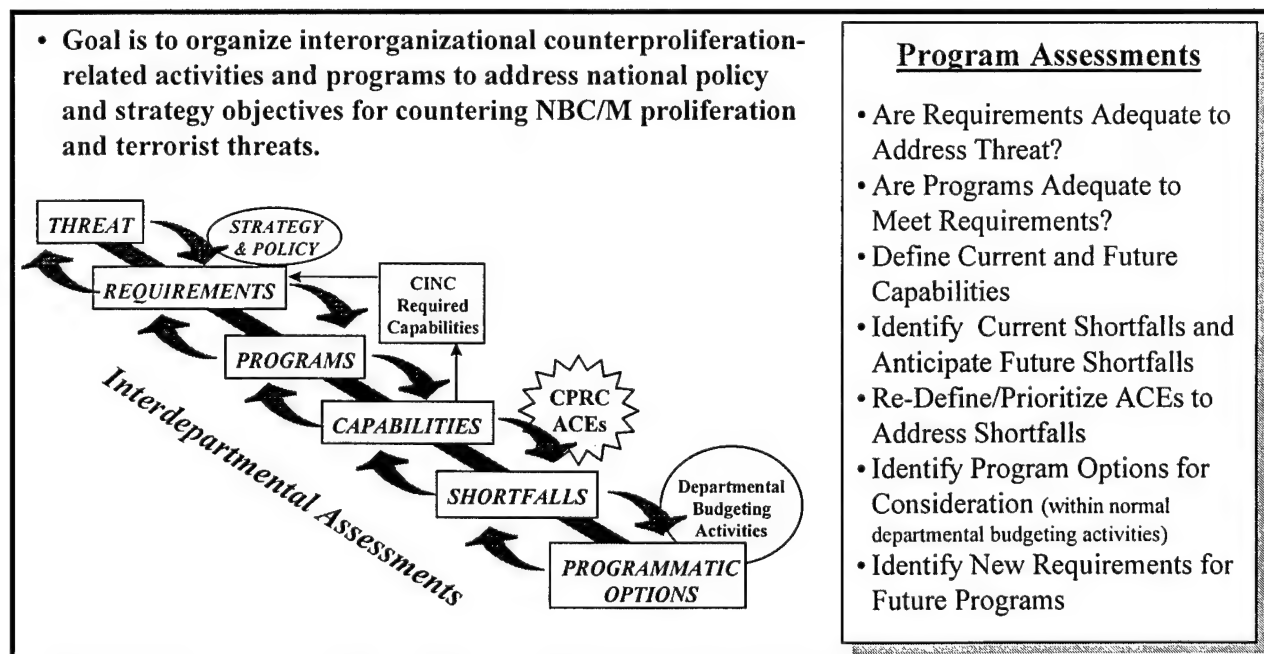 • Goal is to organize interorganizational counterproliferation-
related activities and programs to address national policy
and strategy objectives for countering NBC/M proliferation
and terrorist threats.
THREAT
STRATEGY
& POLICY
REQUIREMENTS
CINC
Required
Capabilities
PROGRAMS
CAPABILITIES
CPRC
ACEs
SHORTFALLS
Departmental
Budgeting
Activities
PROGRAMMATIC
OPTIONS
Interdepartmental Assessments
Program Assessments
• Are Requirements Adequate to
Address Threat?
• Are Programs Adequate to
Meet Requirements?
• Define Current and Future
Capabilities
• Identify Current Shortfalls and
Anticipate Future Shortfalls
• Re-Define/Prioritize ACEs to
Address Shortfalls
• Identify Program Options for
Consideration (within normal
departmental budgeting activities)
• Identify New Requirements for
Future Programs